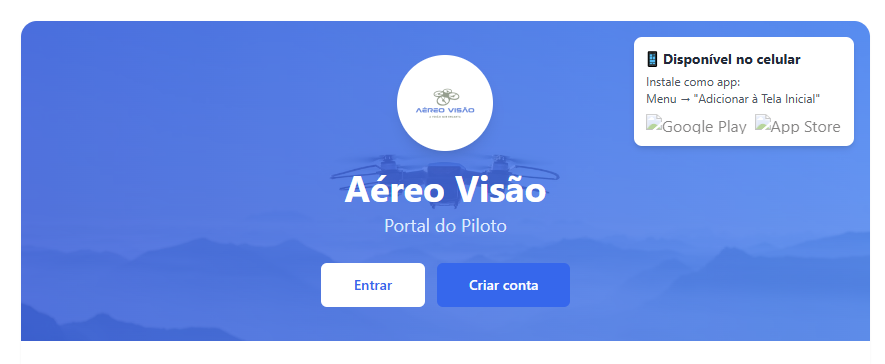 AÉREO VISÃO
Aéreo Visão
Portal do Piloto
Entrar
Criar conta
Disponível no celular
Instale como app:
Menu → "Adicionar à Tela Inicial"
Google Play
App Store